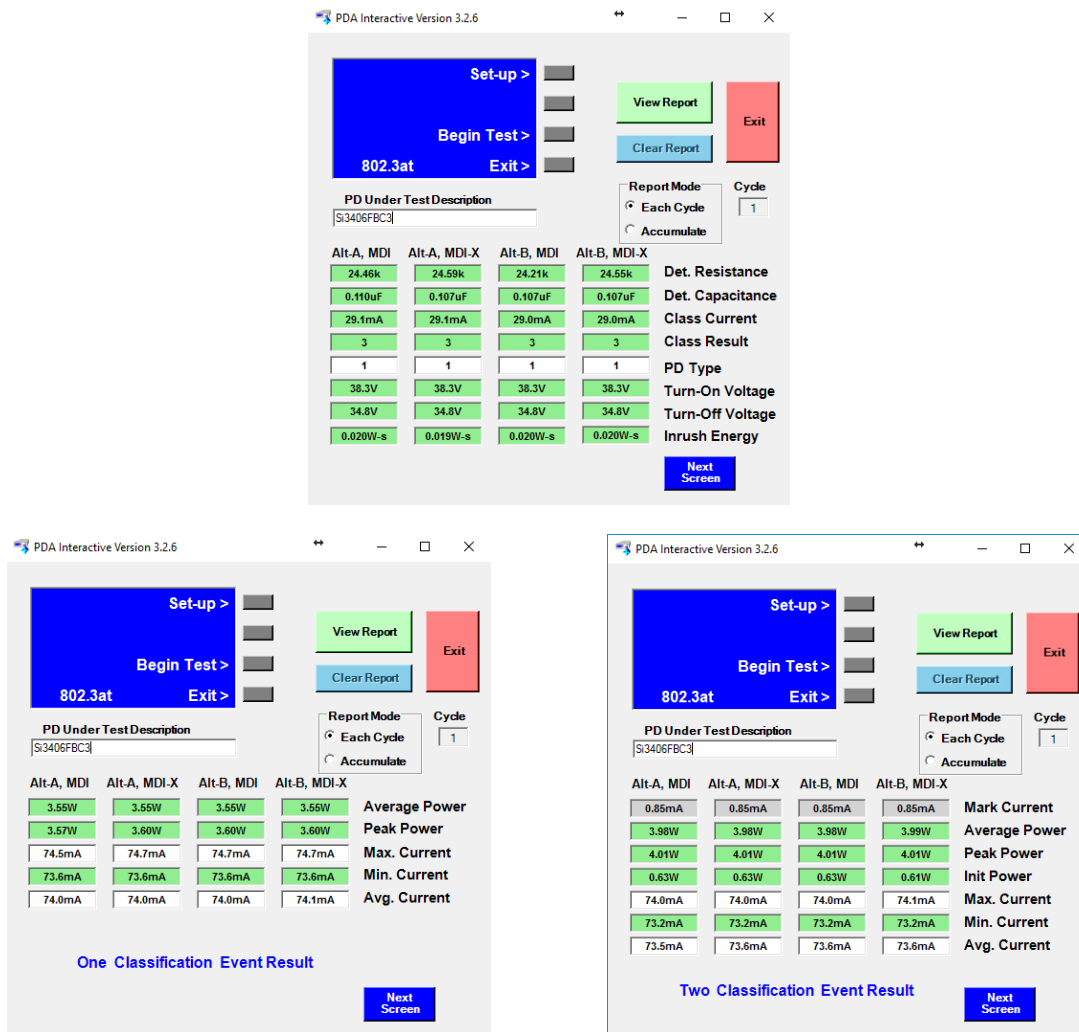 PDA Interactive Version 3.2.6
Set-up >
Begin Test >
802.3at Exit >
View Report
Clear Report
Exit
Report Mode
Each Cycle
Accumulate
Cycle
1
PD Under Test Description
Si3406FBC3
Alt-A, MDI Alt-A, MDI-X Alt-B, MDI Alt-B, MDI-X
24.46k 24.59k 24.21k 24.55k Det. Resistance
0.110uF 0.107uF 0.107uF 0.107uF Det. Capacitance
29.1mA 29.1mA 29.0mA 29.0mA Class Current
3 3 3 3 Class Result
1 1 1 1 PD Type
38.3V 38.3V 38.3V 38.3V Turn-On Voltage
34.8V 34.8V 34.8V 34.8V Turn-Off Voltage
0.020W-s 0.019W-s 0.020W-s 0.020W-s Inrush Energy
Next
Screen
PDA Interactive Version 3.2.6
Set-up >
Begin Test >
802.3at Exit >
View Report
Clear Report
Exit
Report Mode
Each Cycle
Accumulate
Cycle
1
PD Under Test Description
Si3406FBC3
Alt-A, MDI Alt-A, MDI-X Alt-B, MDI Alt-B, MDI-X
3.55W 3.55W 3.55W 3.55W Average Power
3.57W 3.60W 3.60W 3.60W Peak Power
74.5mA 74.7mA 74.7mA 74.7mA Max. Current
73.6mA 73.6mA 73.6mA 73.6mA Min. Current
74.0mA 74.0mA 74.0mA 74.1mA Avg. Current
One Classification Event Result
Next
Screen
PDA Interactive Version 3.2.6
Set-up >
Begin Test >
802.3at Exit >
View Report
Clear Report
Exit
Report Mode
Each Cycle
Accumulate
Cycle
1
PD Under Test Description
Si3406FBC3
Alt-A, MDI Alt-A, MDI-X Alt-B, MDI Alt-B, MDI-X
0.85mA 0.85mA 0.85mA 0.85mA Mark Current
3.98W 3.98W 3.98W 3.99W Average Power
4.01W 4.01W 4.01W 4.01W Peak Power
0.63W 0.63W 0.63W 0.61W Init Power
74.0mA 74.0mA 74.0mA 74.1mA Max. Current
73.2mA 73.2mA 73.2mA 73.2mA Min. Current
73.5mA 73.6mA 73.6mA 73.6mA Avg. Current
Two Classification Event Result
Next
Screen